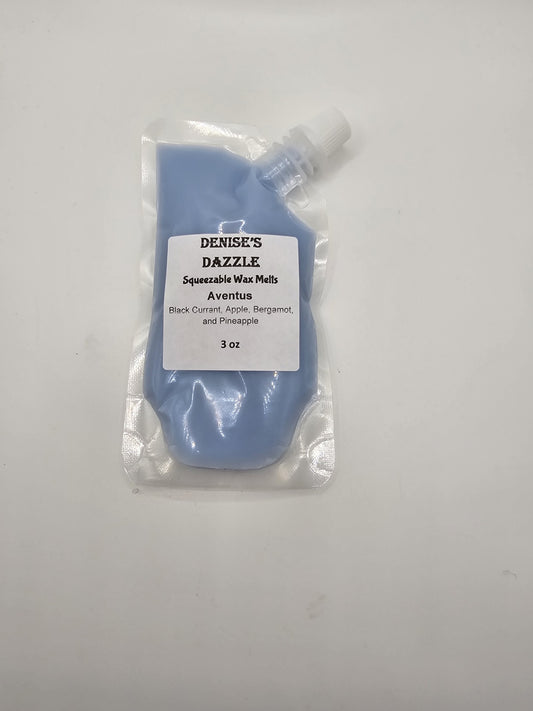 DENISE'S
DAZZLE
Squeezable Wax Melts
Aventus
Black Currant, Apple, Bergamot,
and Pineapple
3 oz